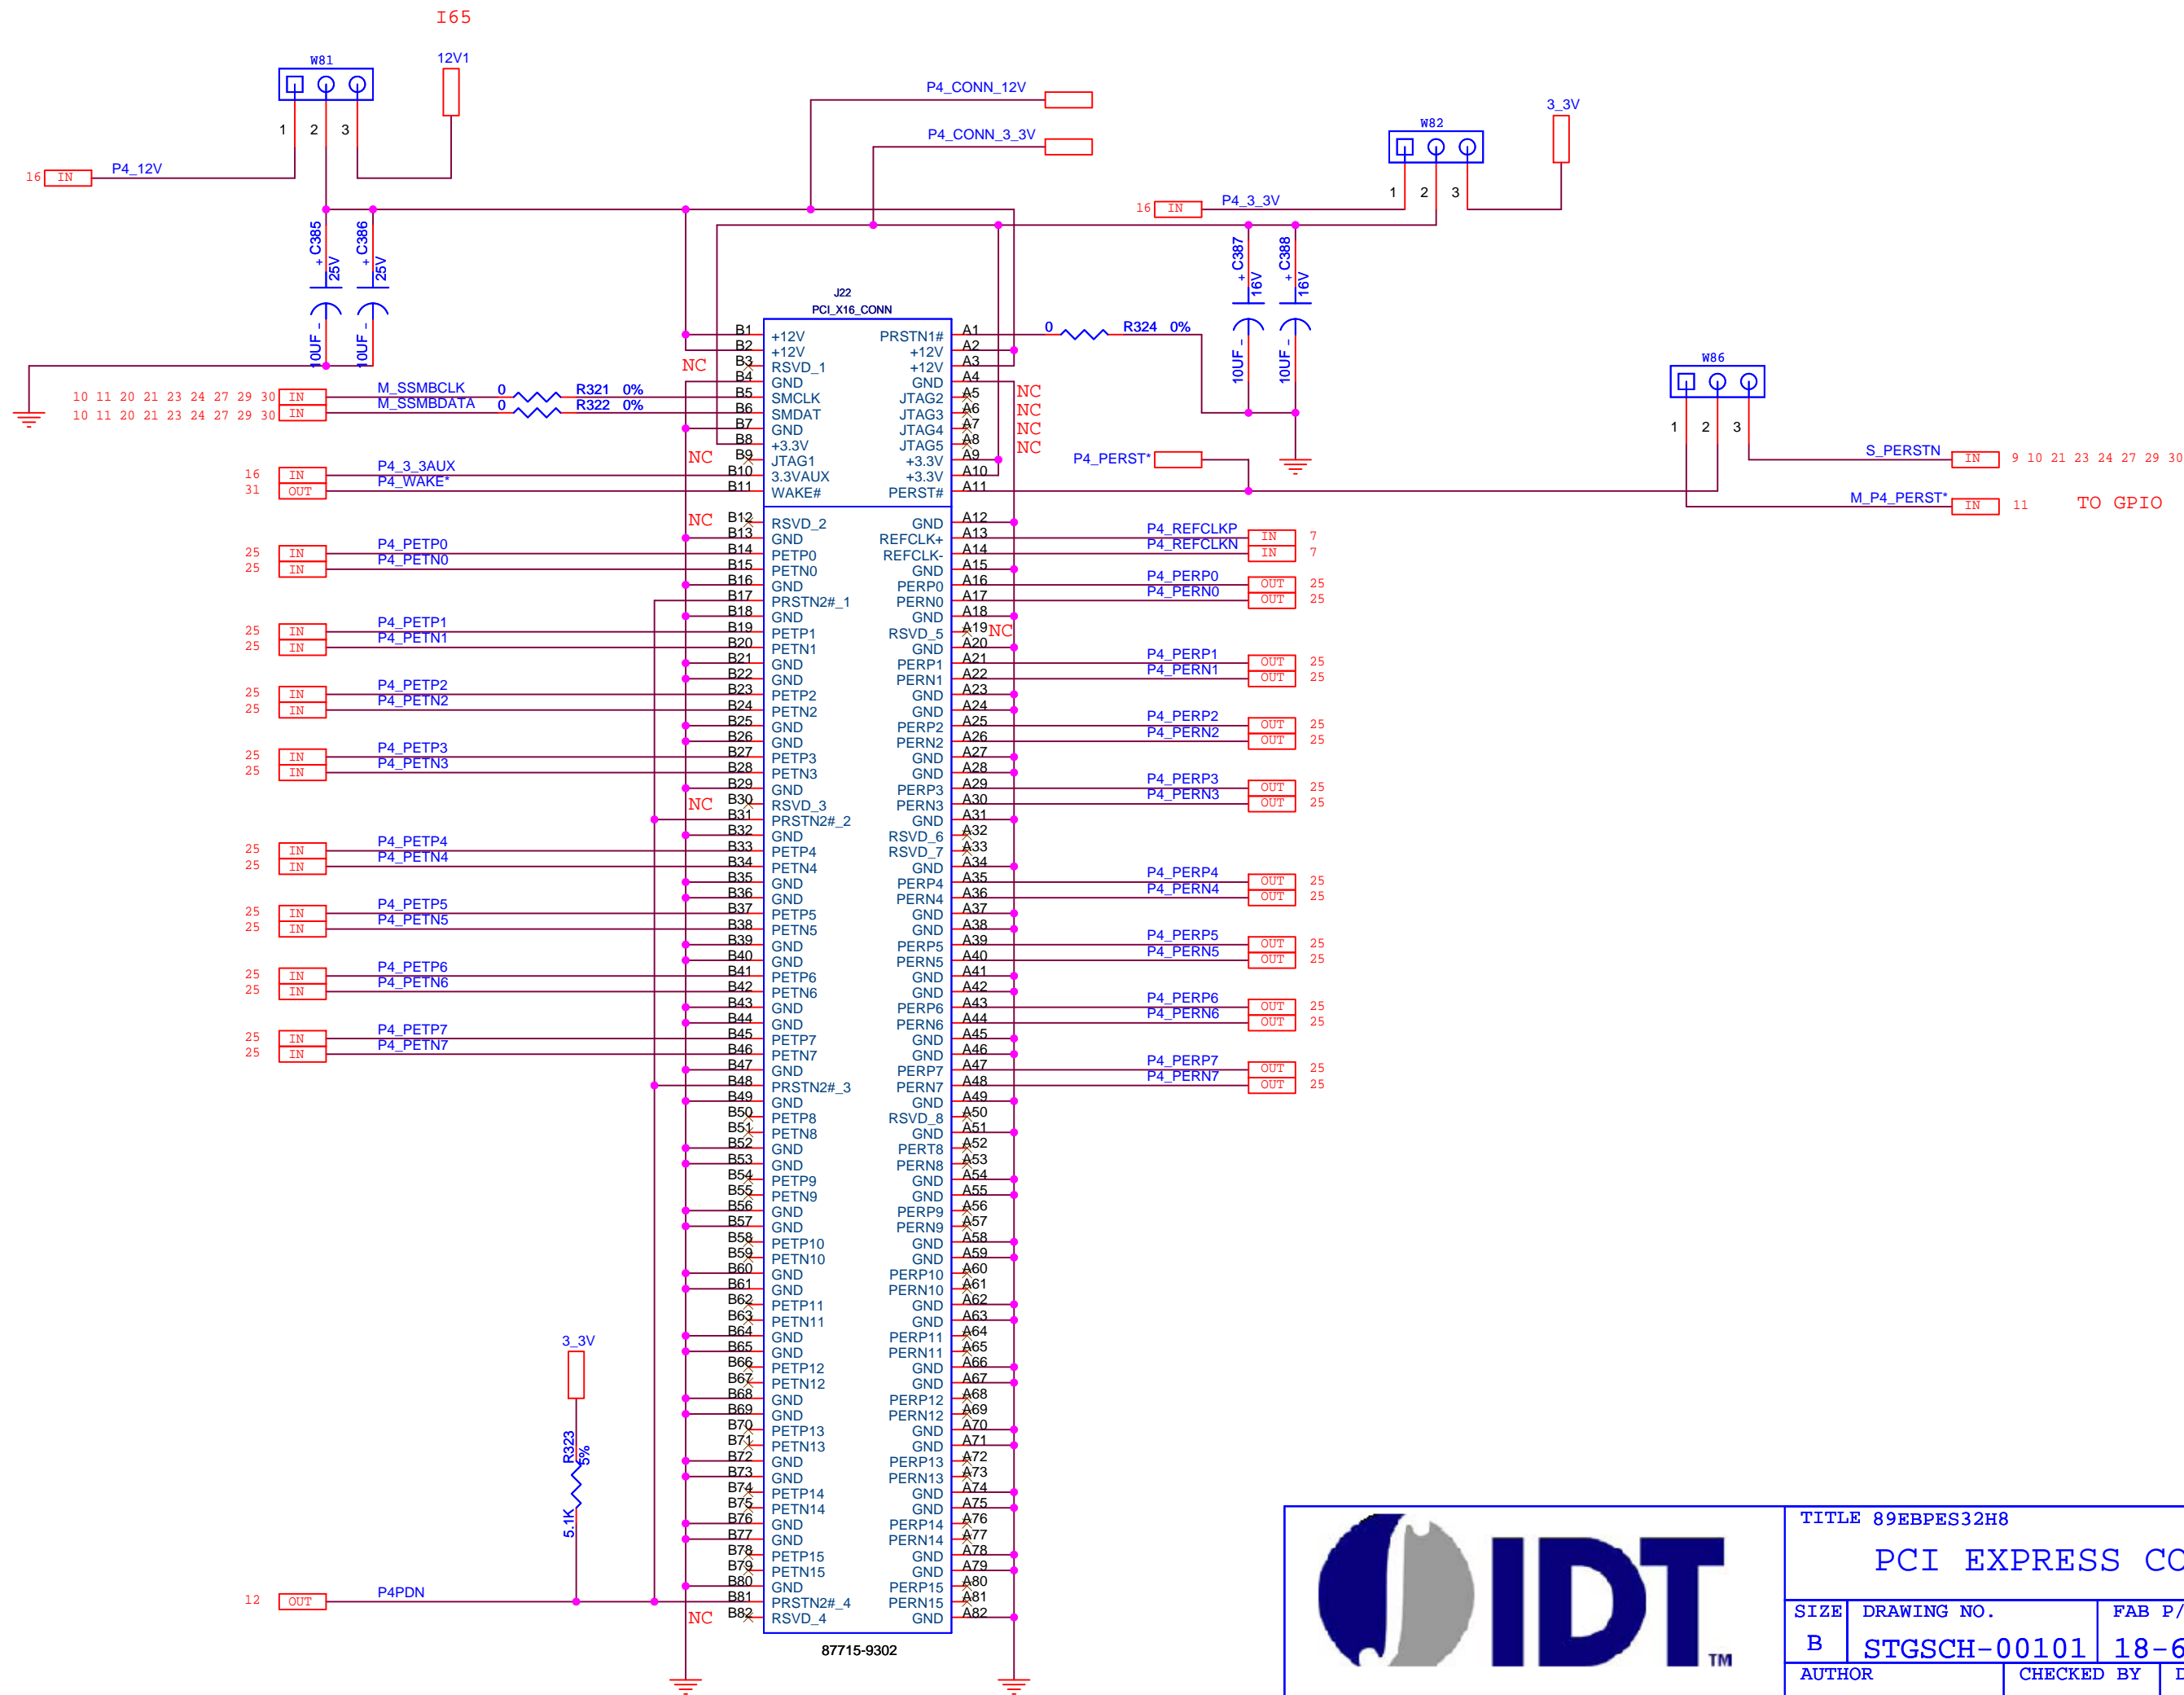 I65
W81
12V1
1 2 3
16 IN P4_12V
P4_CONN_12V
P4_CONN_3_3V
W82
3_3V
1 2 3
16 IN P4_3_3V
+ C385 25V 10UF -
+ C386 25V 10UF -
+ C387 16V 10UF -
+ C388 16V 10UF -
J22
PCI_X16_CONN
B1 +12V PRSTN1# A1 0 R324 0%
B2 +12V +12V A2
NC B3 RSVD_1 +12V A3
B4 GND GND A4
10 11 20 21 23 24 27 29 30 IN M_SSMBCLK 0 R321 0% B5 SMCLK JTAG2 A5 NC
10 11 20 21 23 24 27 29 30 IN M_SSMBDATA 0 R322 0% B6 SMDAT JTAG3 A6 NC
B7 GND JTAG4 A7 NC
B8 +3.3V JTAG5 A8 NC
NC B9 JTAG1 +3.3V A9 P4_PERST*
16 IN P4_3_3AUX B10 3.3VAUX +3.3V A10
31 OUT P4_WAKE* B11 WAKE# PERST# A11
W86
1 2 3
S_PERSTN IN 9 10 21 23 24 27 29 30
M_P4_PERST* IN 11 TO GPIO
NC B12 RSVD_2 GND A12
B13 GND REFCLK+ A13 P4_REFCLKP IN 7
25 IN P4_PETP0 B14 PETP0 REFCLK- A14 P4_REFCLKN IN 7
25 IN P4_PETN0 B15 PETN0 GND A15
B16 GND PERP0 A16 P4_PERP0 OUT 25
B17 PRSTN2#_1 PERN0 A17 P4_PERN0 OUT 25
B18 GND GND A18
25 IN P4_PETP1 B19 PETP1 RSVD_5 A19 NC
25 IN P4_PETN1 B20 PETN1 GND A20
B21 GND PERP1 A21 P4_PERP1 OUT 25
B22 GND PERN1 A22 P4_PERN1 OUT 25
25 IN P4_PETP2 B23 PETP2 GND A23
25 IN P4_PETN2 B24 PETN2 GND A24
B25 GND PERP2 A25 P4_PERP2 OUT 25
B26 GND PERN2 A26 P4_PERN2 OUT 25
25 IN P4_PETP3 B27 PETP3 GND A27
25 IN P4_PETN3 B28 PETN3 GND A28
B29 GND PERP3 A29 P4_PERP3 OUT 25
NC B30 RSVD_3 PERN3 A30 P4_PERN3 OUT 25
B31 PRSTN2#_2 GND A31
B32 GND RSVD_6 A32
25 IN P4_PETP4 B33 PETP4 RSVD_7 A33
25 IN P4_PETN4 B34 PETN4 GND A34
B35 GND PERP4 A35 P4_PERP4 OUT 25
B36 GND PERN4 A36 P4_PERN4 OUT 25
25 IN P4_PETP5 B37 PETP5 GND A37
25 IN P4_PETN5 B38 PETN5 GND A38
B39 GND PERP5 A39 P4_PERP5 OUT 25
B40 GND PERN5 A40 P4_PERN5 OUT 25
25 IN P4_PETP6 B41 PETP6 GND A41
25 IN P4_PETN6 B42 PETN6 GND A42
B43 GND PERP6 A43 P4_PERP6 OUT 25
B44 GND PERN6 A44 P4_PERN6 OUT 25
25 IN P4_PETP7 B45 PETP7 GND A45
25 IN P4_PETN7 B46 PETN7 GND A46
B47 GND PERP7 A47 P4_PERP7 OUT 25
B48 PRSTN2#_3 PERN7 A48 P4_PERN7 OUT 25
B49 GND GND A49
B50 PETP8 RSVD_8 A50
B51 PETN8 GND A51
B52 GND PERT8 A52
B53 GND PERN8 A53
B54 PETP9 GND A54
B55 PETN9 GND A55
B56 GND PERP9 A56
B57 GND PERN9 A57
B58 PETP10 GND A58
B59 PETN10 GND A59
B60 GND PERP10 A60
B61 GND PERN10 A61
B62 PETP11 GND A62
B63 PETN11 GND A63
B64 GND PERP11 A64
B65 GND PERN11 A65
B66 PETP12 GND A66
B67 PETN12 GND A67
B68 GND PERP12 A68
B69 GND PERN12 A69
B70 PETP13 GND A70
B71 PETN13 GND A71
B72 GND PERP13 A72
B73 GND PERN13 A73
B74 PETP14 GND A74
B75 PETN14 GND A75
B76 GND PERP14 A76
B77 GND PERN14 A77
B78 PETP15 GND A78
B79 PETN15 GND A79
B80 GND PERP15 A80
12 OUT P4PDN B81 PRSTN2#_4 PERN15 A81
NC B82 RSVD_4 GND A82
87715-9302
3_3V
R323 5%
5.1K
IDT TM
TITLE 89EBPES32H8
PCI EXPRESS CO
SIZE DRAWING NO. FAB P/
B STGSCH-00101 18-6
AUTHOR CHECKED BY D